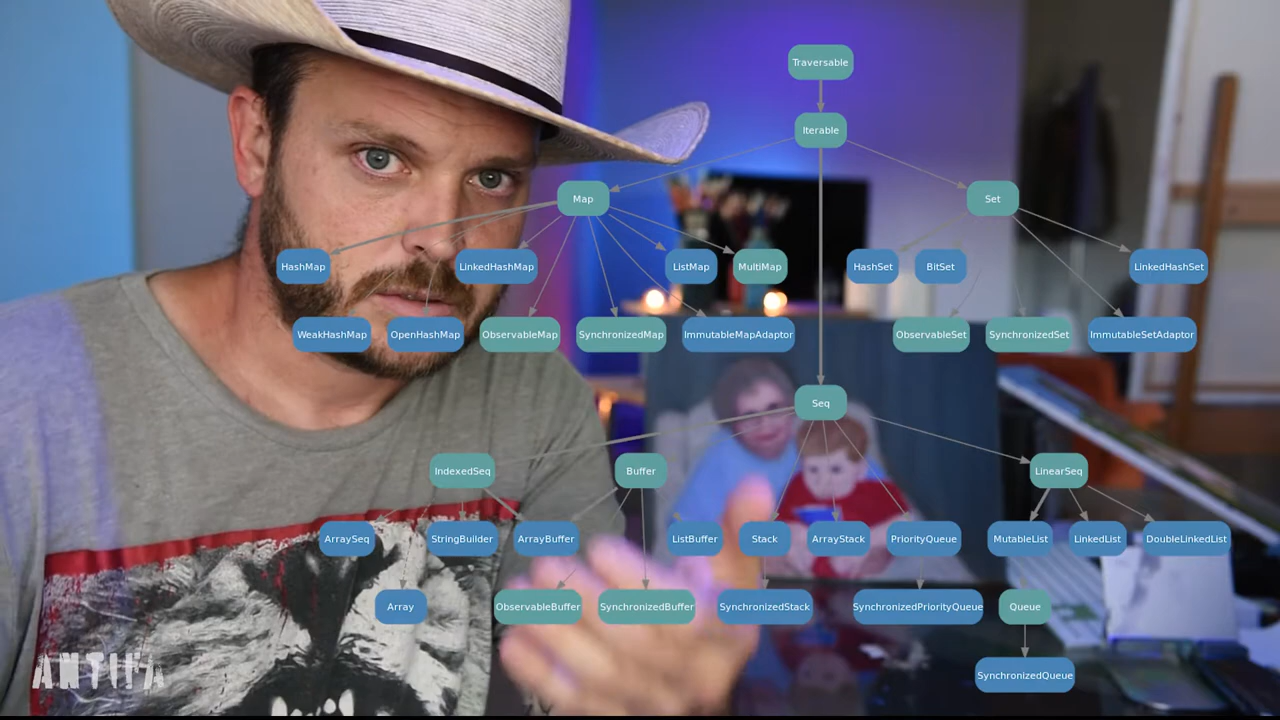 Traversable
Iterable
Map
Set
HashMap
LinkedHashMap
ListMap
MultiMap
HashSet
BitSet
LinkedHashSet
WeakHashMap
OpenHashMap
ObservableMap
SynchronizedMap
ImmutableMapAdaptor
ObservableSet
SynchronizedSet
ImmutableSetAdaptor
Seq
IndexedSeq
Buffer
LinearSeq
ArraySeq
StringBuilder
ArrayBuffer
ListBuffer
Stack
ArrayStack
PriorityQueue
MutableList
LinkedList
DoubleLinkedList
Array
ObservableBuffer
SynchronizedBuffer
SynchronizedStack
SynchronizedPriorityQueue
Queue
SynchronizedQueue
ANTIFA